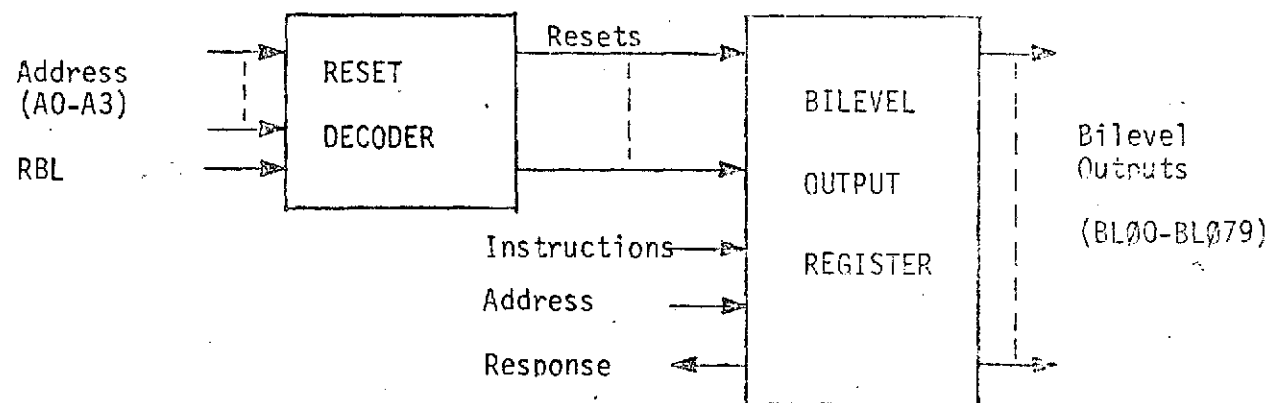 Address
(A0-A3)
RBL
RESET
DECODER
Resets
Instructions
Address
Response
BILEVEL
OUTPUT
REGISTER
Bilevel
Outputs
(BLØ0-BLØ79)